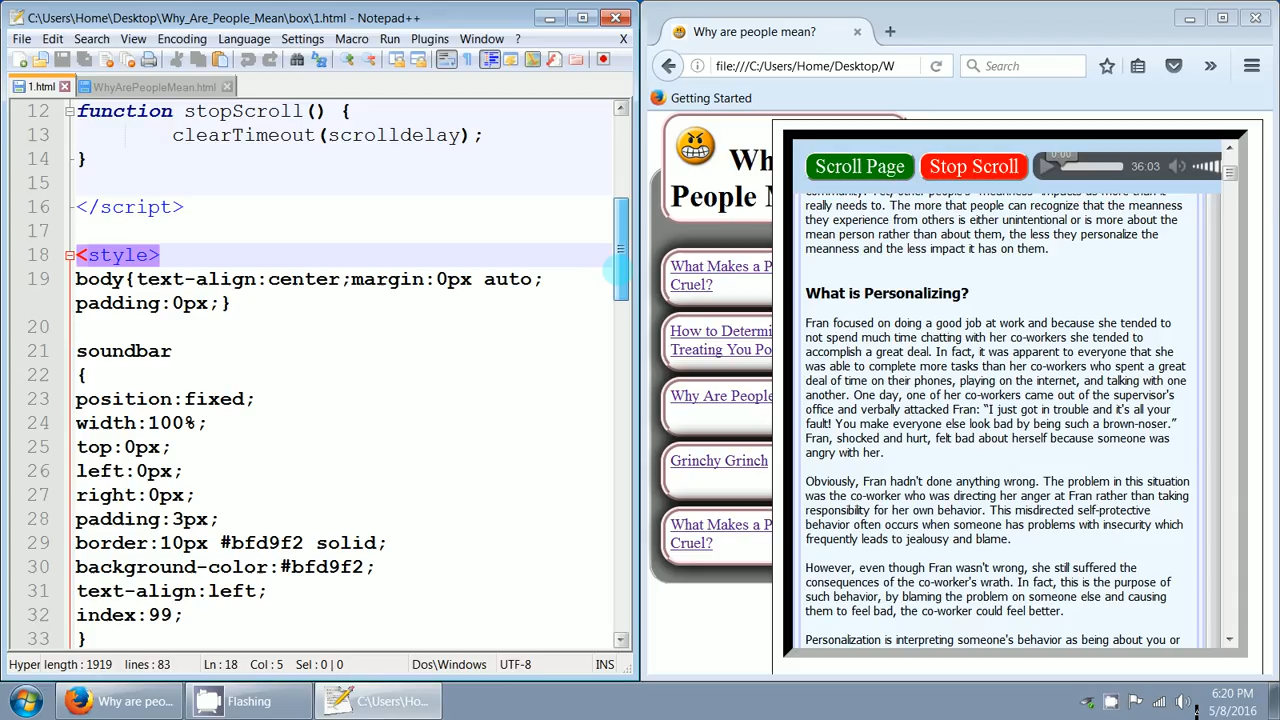 C:\Users\Home\Desktop\Why_Are_People_Mean\box\1.html - Notepad++
File Edit Search View Encoding Language Settings Macro Run Plugins Window ? X
1.html WhyArePeopleMean.html
12 function stopScroll() {
13 clearTimeout(scrolldelay);
14 }
15
16 </script>
17
18 <style>
19 body{text-align:center;margin:0px auto;
padding:0px;}
20
21 soundbar
22 {
23 position:fixed;
24 width:100%;
25 top:0px;
26 left:0px;
27 right:0px;
28 padding:3px;
29 border:10px #bfd9f2 solid;
30 background-color:#bfd9f2;
31 text-align:left;
32 index:99;
33 }
Hyper length : 1919 lines : 83 Ln : 18 Col : 5 Sel : 0 | 0 Dos\Windows UTF-8 INS
Why are people mean?
file:///C:/Users/Home/Desktop/W
Search
Getting Started
Wh
People M
What Makes a P
Cruel?
How to Determi
Treating You Po
Why Are People
Grinchy Grinch
What Makes a P
Cruel?
Scroll Page Stop Scroll 0:00 36:03
really needs to. The more that people can recognize that the meanness
they experience from others is either unintentional or is more about the
mean person rather than about them, the less they personalize the
meanness and the less impact it has on them.
What is Personalizing?
Fran focused on doing a good job at work and because she tended to
not spend much time chatting with her co-workers she tended to
accomplish a great deal. In fact, it was apparent to everyone that she
was able to complete more tasks than her co-workers who spent a great
deal of time on their phones, playing on the internet, and talking with one
another. One day, one of her co-workers came out of the supervisor's
office and verbally attacked Fran: “I just got in trouble and it's all your
fault! You make everyone else look bad by being such a brown-noser.”
Fran, shocked and hurt, felt bad about herself because someone was
angry with her.
Obviously, Fran hadn't done anything wrong. The problem in this situation
was the co-worker who was directing her anger at Fran rather than taking
responsibility for her own behavior. This misdirected self-protective
behavior often occurs when someone has problems with insecurity which
frequently leads to jealousy and blame.
However, even though Fran wasn't wrong, she still suffered the
consequences of the co-worker's wrath. In fact, this is the purpose of
such behavior, by blaming the problem on someone else and causing
them to feel bad, the co-worker could feel better.
Personalization is interpreting someone's behavior as being about you or
Why are peo... Flashing C:\Users\Ho...
6:20 PM
5/8/2016